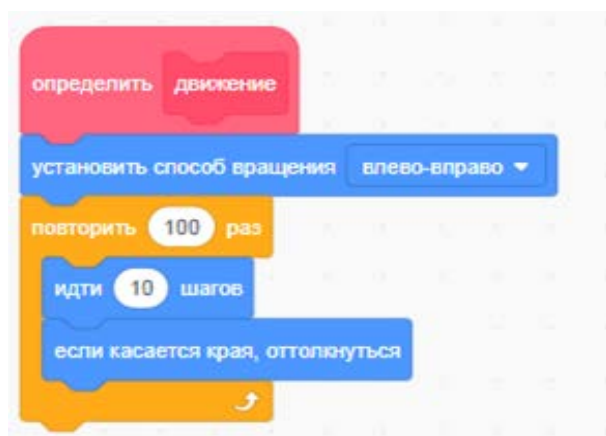 определить движение
установить способ вращения влево-вправо
повторить 100 раз
идти 10 шагов
если касается края, оттолкнуться